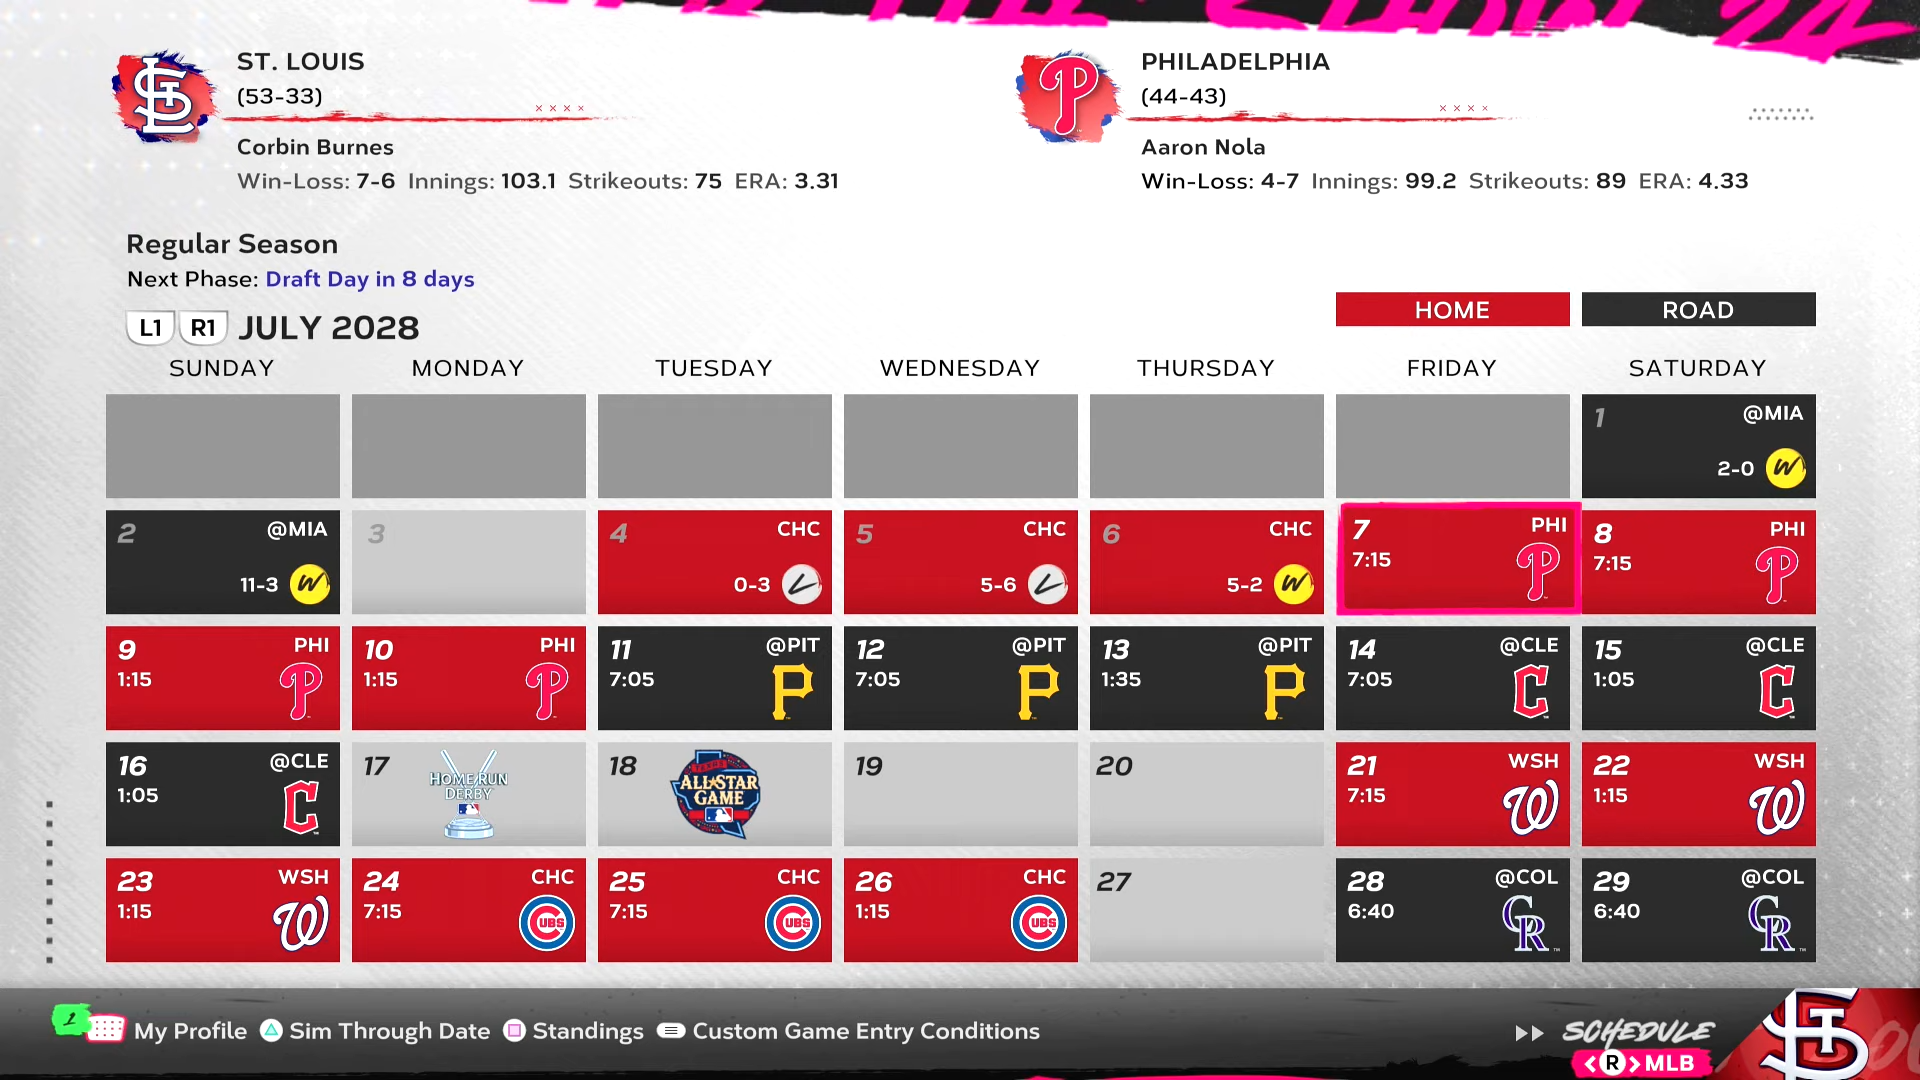 ST. LOUIS
(53-33)
Corbin Burnes
Win-Loss: 7-6 Innings: 103.1 Strikeouts: 75 ERA: 3.31
PHILADELPHIA
(44-43)
Aaron Nola
Win-Loss: 4-7 Innings: 99.2 Strikeouts: 89 ERA: 4.33
Regular Season
Next Phase: Draft Day in 8 days
L1 R1 JULY 2028
HOME ROAD
SUNDAY MONDAY TUESDAY WEDNESDAY THURSDAY FRIDAY SATURDAY
1 @MIA
2-0 W
2 @MIA 3 4 CHC 5 CHC 6 CHC 7 PHI 8 PHI
11-3 W 0-3 L 5-6 L 5-2 W 7:15 P 7:15 P
9 PHI 10 PHI 11 @PIT 12 @PIT 13 @PIT 14 @CLE 15 @CLE
1:15 P 1:15 P 7:05 P 7:05 P 1:35 P 7:05 C 1:05 C
16 @CLE 17 HOME RUN DERBY 18 TEXAS ALL-STAR GAME 19 20 21 WSH 22 WSH
1:05 C 7:15 W 1:15 W
23 WSH 24 CHC 25 CHC 26 CHC 27 28 @COL 29 @COL
1:15 W 7:15 CUBS 7:15 CUBS 1:15 CUBS 6:40 CR 6:40 CR
1 My Profile Sim Through Date Standings Custom Game Entry Conditions
SCHEDULE
R MLB